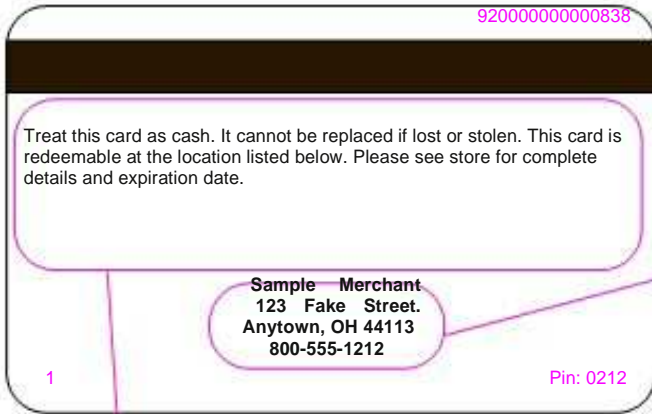 920000000000838
Treat this card as cash. It cannot be replaced if lost or stolen. This card is
redeemable at the location listed below. Please see store for complete
details and expiration date.
Sample Merchant
123 Fake Street.
Anytown, OH 44113
800-555-1212
1
Pin: 0212